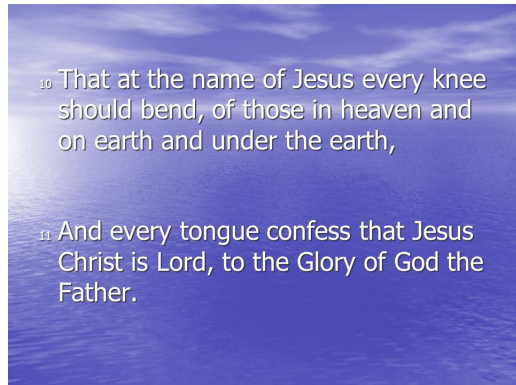 10 That at the name of Jesus every knee
should bend, of those in heaven and
on earth and under the earth,
11 And every tongue confess that Jesus
Christ is Lord, to the Glory of God the
Father.